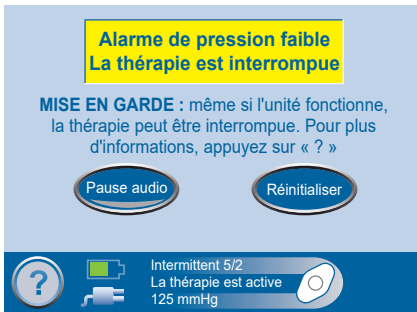 Alarme de pression faible
La thérapie est interrompue
MISE EN GARDE : même si l'unité fonctionne,
la thérapie peut être interrompue. Pour plus
d'informations, appuyez sur « ? »
Pause audio
Réinitialiser
?
Intermittent 5/2
La thérapie est active
125 mmHg